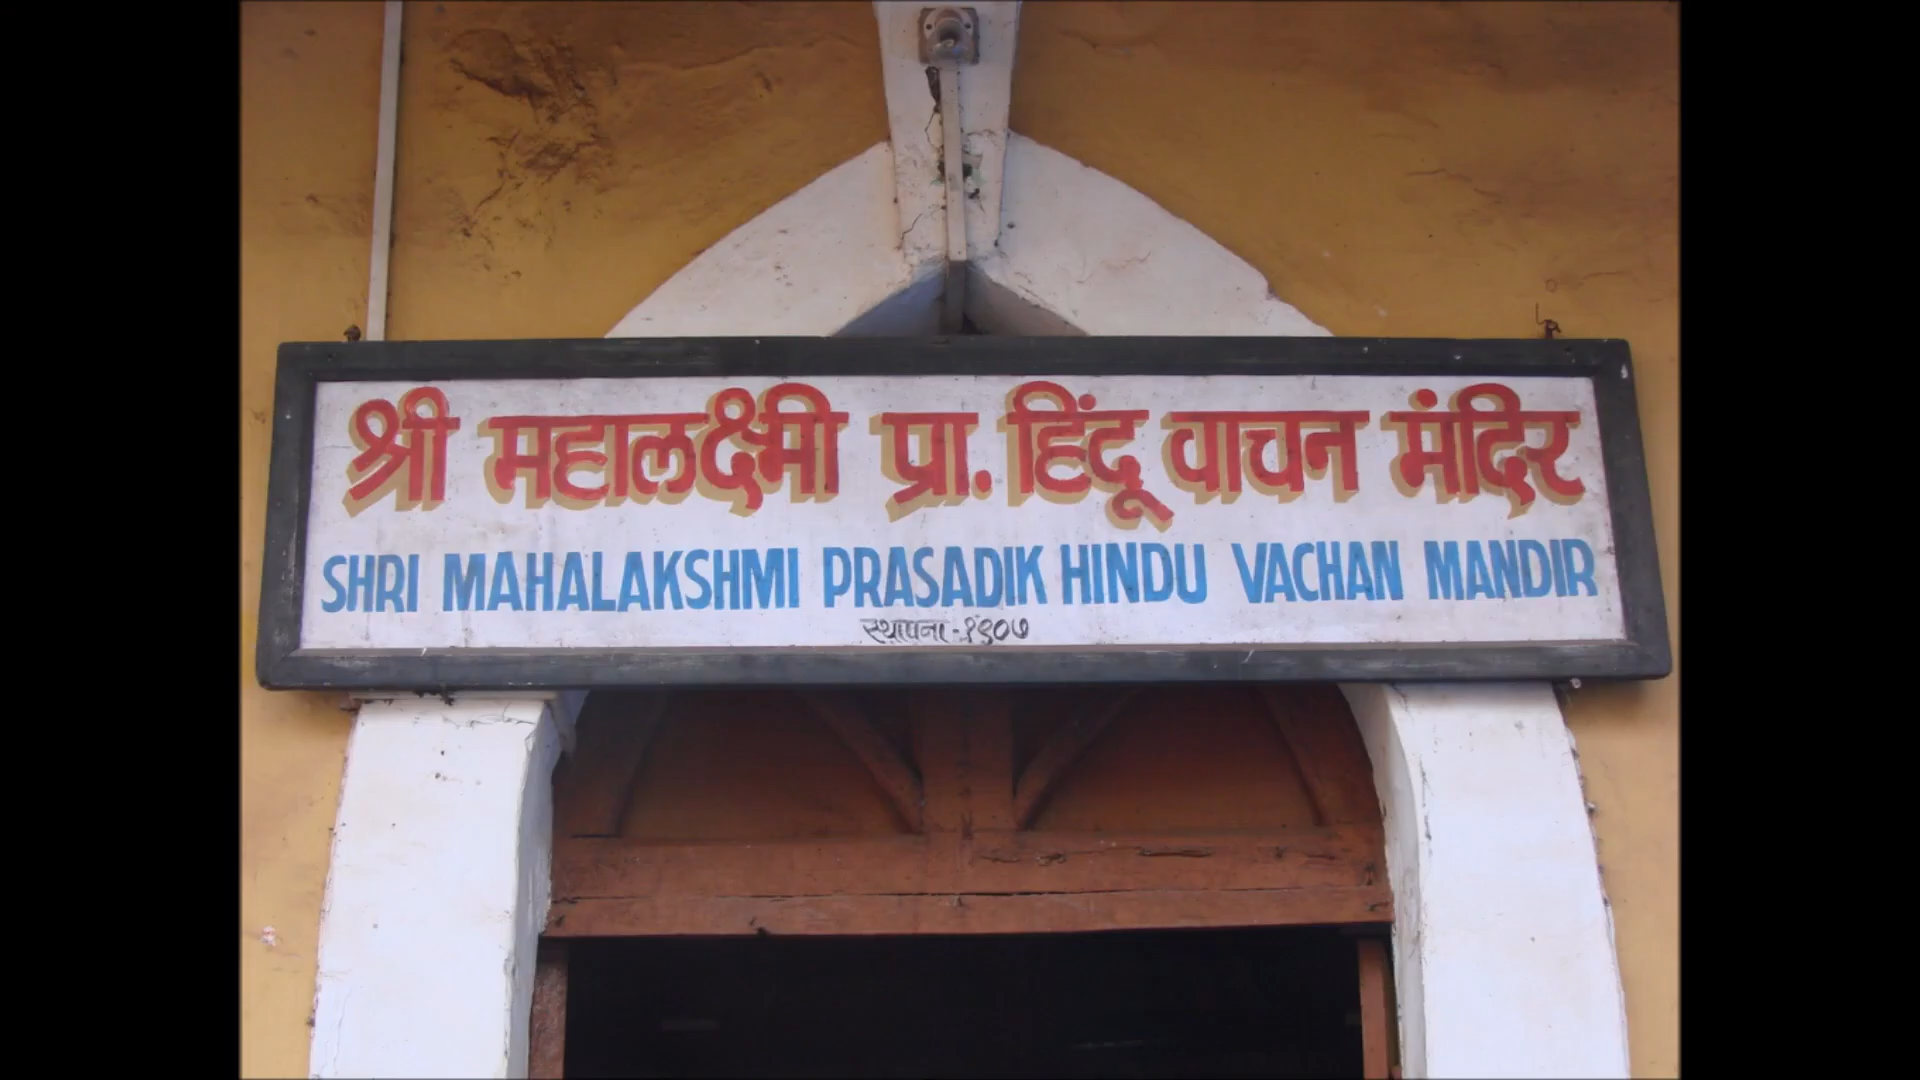 श्री महालक्ष्मी प्रा. हिंदू वाचन मंदिर
SHRI MAHALAKSHMI PRASADIK HINDU VACHAN MANDIR
स्थापना-१९०७